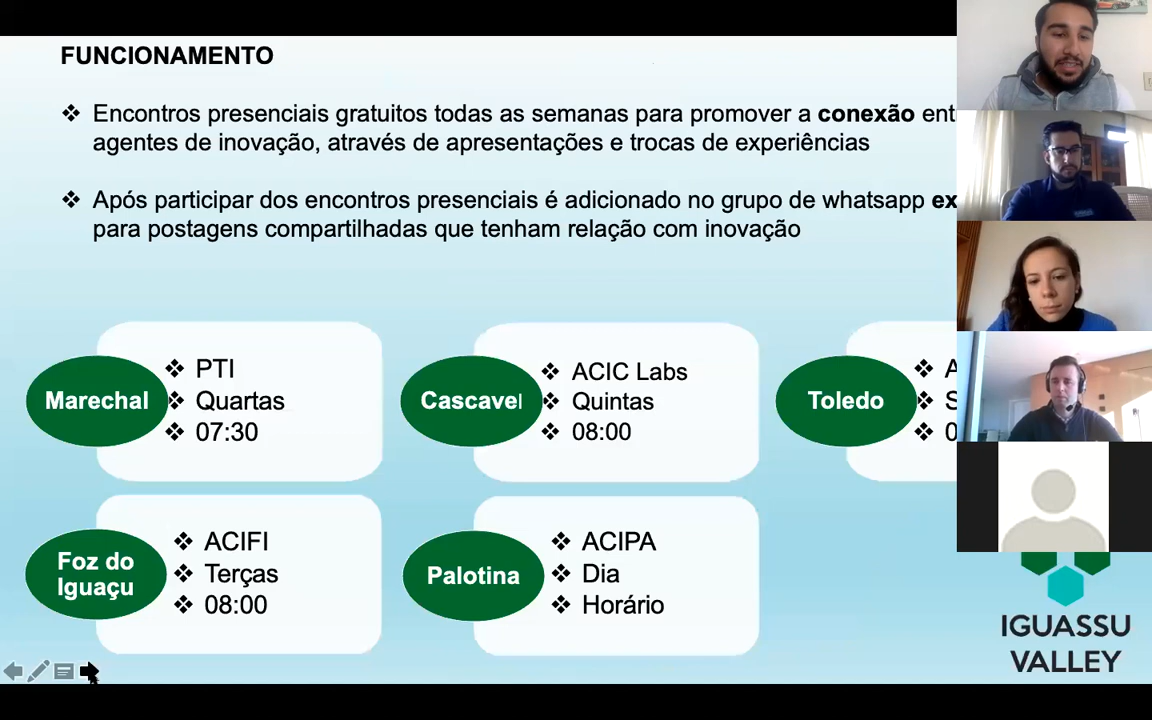 FUNCIONAMENTO
❖ Encontros presenciais gratuitos todas as semanas para promover a conexão
agentes de inovação, através de apresentações e trocas de experiências
❖ Após participar dos encontros presenciais é adicionado no grupo de whatsapp
para postagens compartilhadas que tenham relação com inovação
Marechal
❖ PTI
❖ Quartas
❖ 07:30
Cascavel
❖ ACIC Labs
❖ Quintas
❖ 08:00
Toledo
Foz do
Iguaçu
❖ ACIFI
❖ Terças
❖ 08:00
Palotina
❖ ACIPA
❖ Dia
❖ Horário
IGUASSU
VALLEY